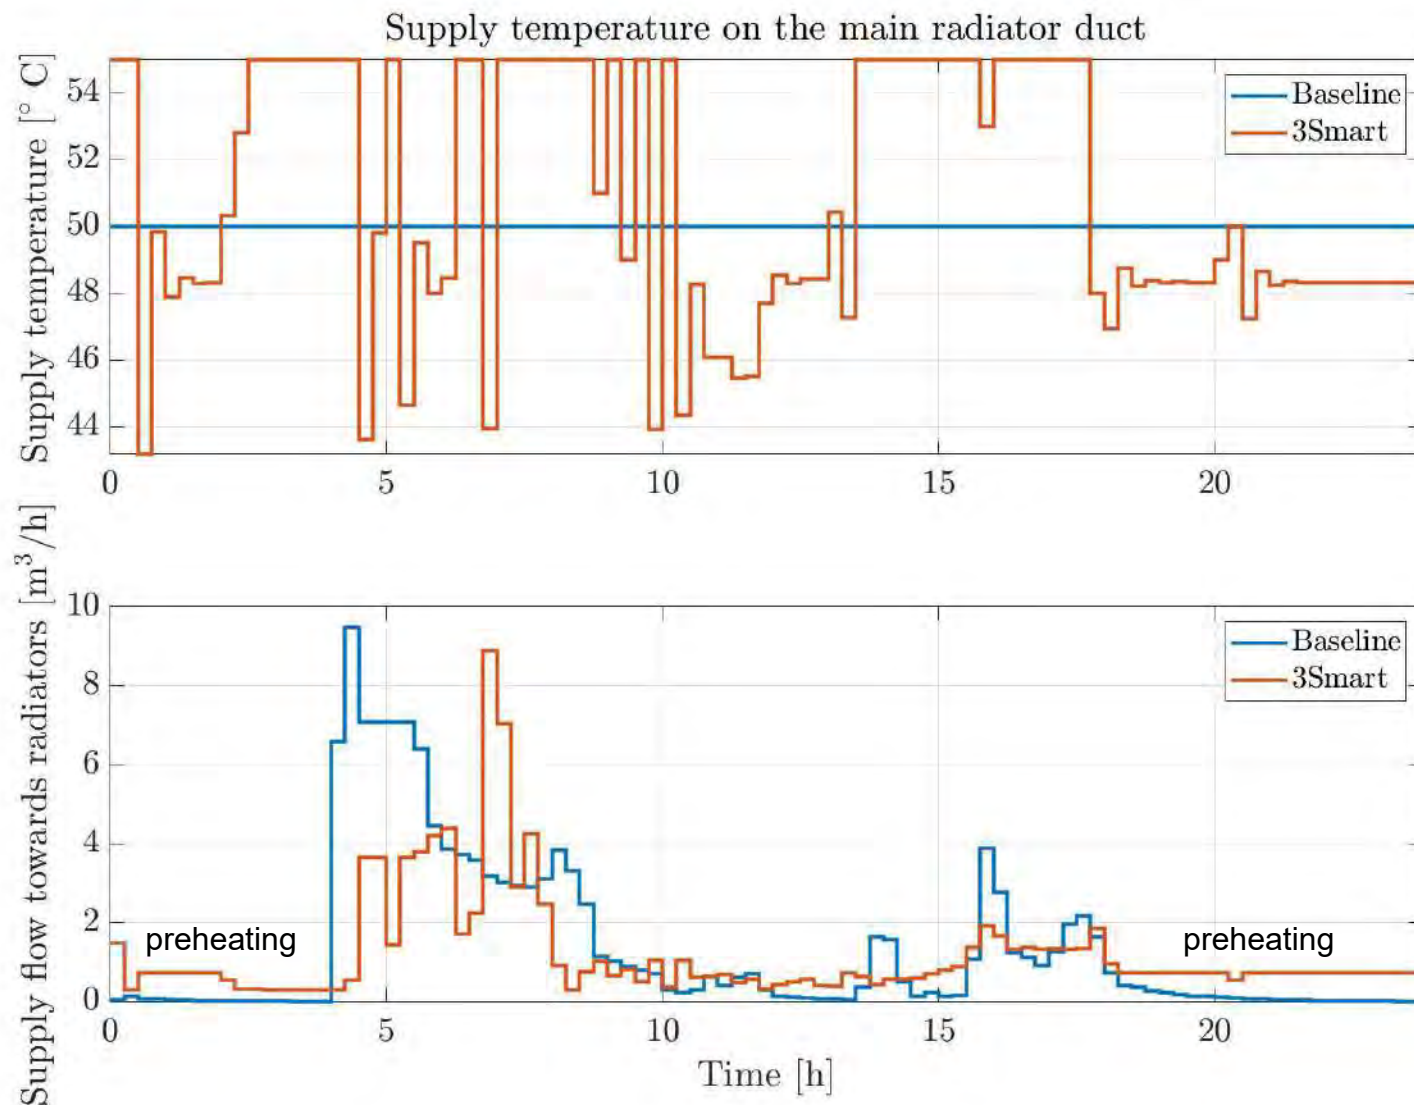 Supply temperature on the main radiator duct
Supply temperature [° C]
54
52
50
48
46
44
0 5 10 15 20
Baseline
3Smart
Supply flow towards radiators [m³/h]
10
8
6
4
2
0
0 5 10 15 20
Baseline
3Smart
preheating
preheating
Time [h]